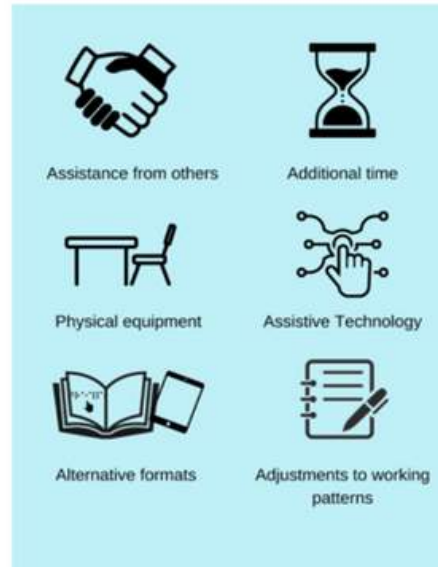 Assistance from others
Additional time
Physical equipment
Assistive Technology
Alternative formats
Adjustments to working
patterns